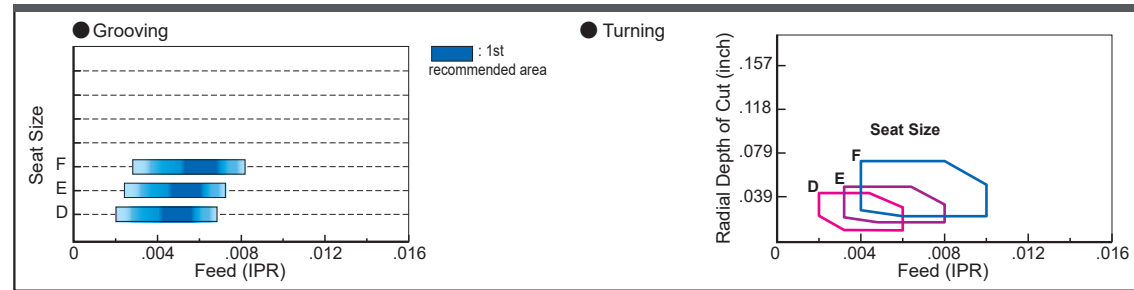 Grooving
: 1st
recommended area
Seat Size
F
E
D
0
.004
.008
.012
.016
Feed (IPR)
Turning
Radial Depth of Cut (inch)
.157
.118
.079
.039
Seat Size
F
E
D
0
.004
.008
.012
.016
Feed (IPR)